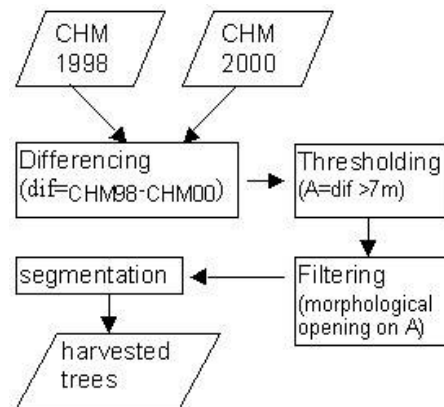 CHM
1998
CHM
2000
Differencing
(dif=CHM98-CHM00)
Thresholding
(A=dif >7m)
Filtering
(morphological
opening on A)
segmentation
harvested
trees